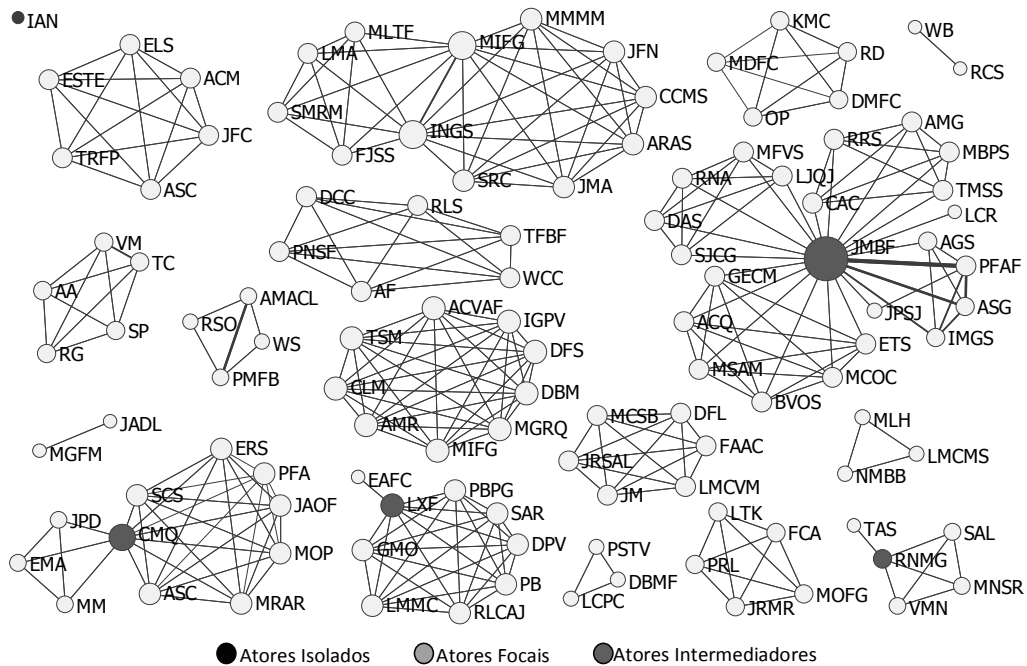 IAN
ELS
ESTE
ACM
JFC
TRFP
ASC
MLTF
LMA
MIFG
MMMM
JFN
CCMS
SMRM
INGS
ARAS
FJSS
SRC
JMA
KMC
MDFC
RD
DMFC
OP
WB
RCS
DCC
RLS
PNSF
TFBF
WCC
AF
MFVS
RNA
LJQJ
DAS
SJCG
RRS
AMG
MBPS
CAC
TMSS
LCR
JMBF
AGS
PFAF
ASG
JPSJ
IMGS
GECM
ACQ
ETS
MSAM
MCOC
BVOS
VM
TC
AA
SP
RG
AMACL
RSO
WS
PMFB
ACVAF
TSM
IGPV
DFS
CLM
DBM
AMR
MGRQ
MIFG
JADL
MGFM
MCSB
DFL
FAAC
JRSAL
JM
LMCVM
MLH
LMCMS
NMBB
ERS
PFA
SCS
JAOF
JPD
CMQ
MOP
EMA
MM
ASC
MRAR
EAFC
LXF
PBPG
SAR
GMO
DPV
PB
LMMC
RLCAJ
PSTV
DBMF
LCPC
LTK
FCA
PRL
MOFG
JRMR
TAS
SAL
RNMG
MNSR
VMN
Atores Isolados
Atores Focais
Atores Intermediadores